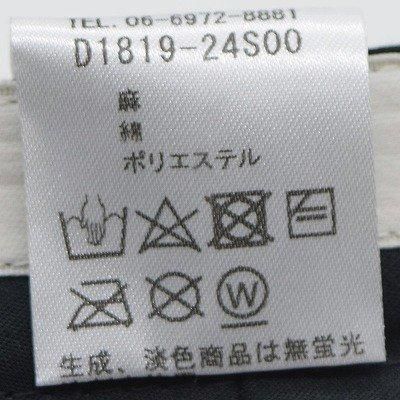 TEL. 06-6972-8881
D1819-24S00
麻
綿
ポリエステル
W
生成、淡色商品は無蛍光